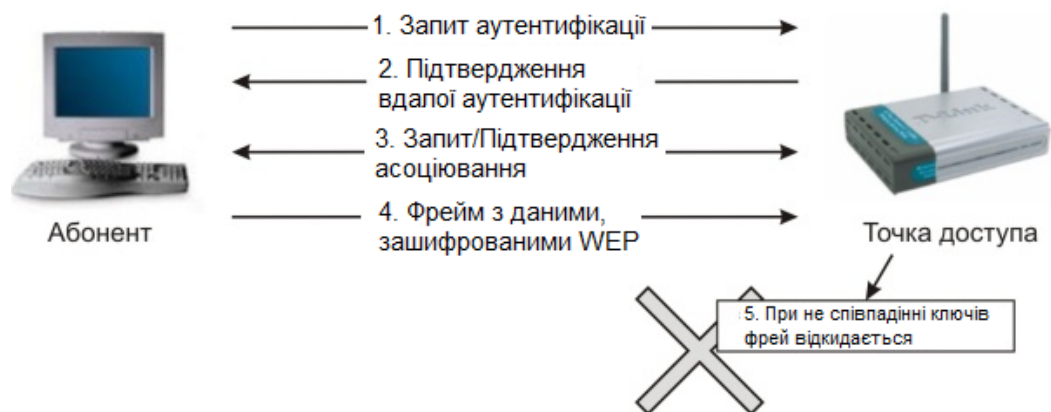 1. Запит аутентифікації
2. Підтвердження
вдалої аутентифікації
3. Запит/Підтвердження
асоціювання
4. Фрейм з даними,
зашифрованими WEP
Абонент
Точка доступа
5. При не співпадінні ключів
фрей відкидається